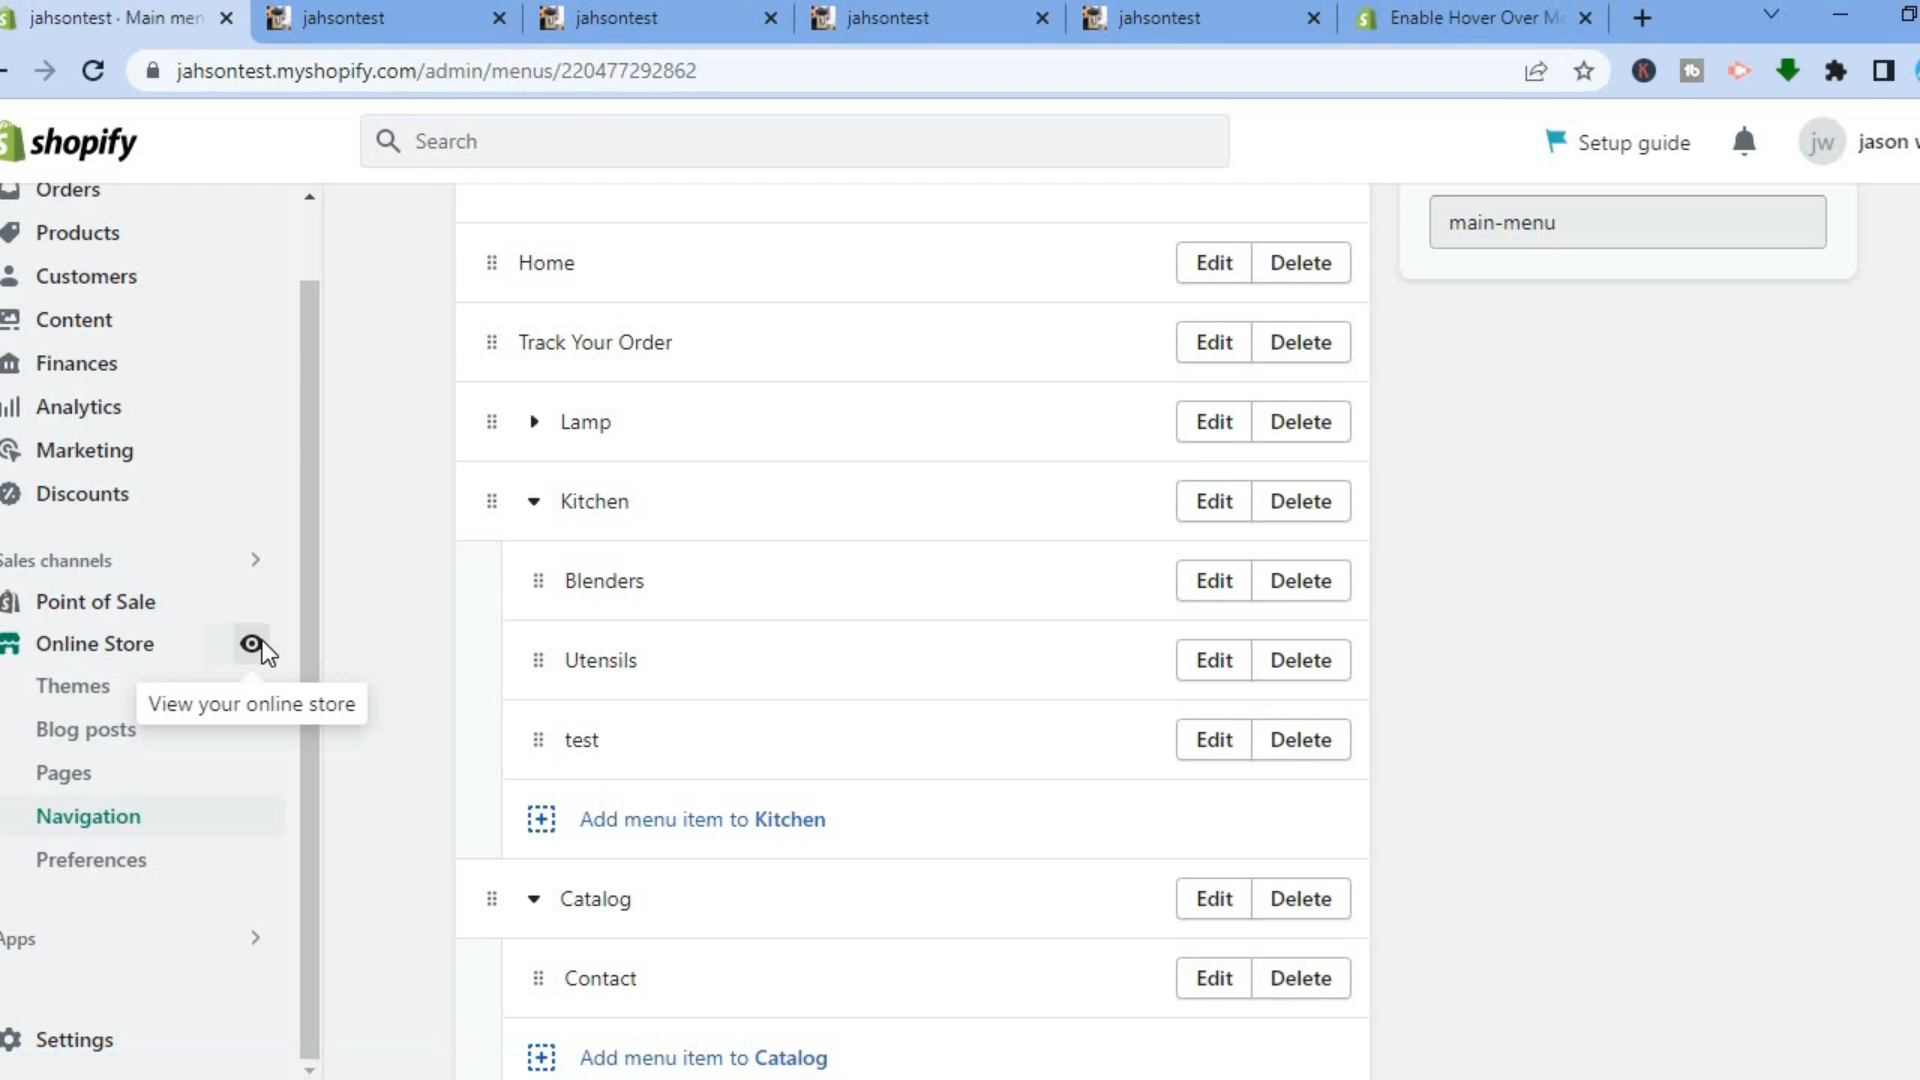 jahsontest · Main men
jahsontest
jahsontest
jahsontest
jahsontest
Enable Hover Over M
jahsontest.myshopify.com/admin/menus/220477292862
shopify
Search
Setup guide
jw
jason
Orders
Products
Customers
Content
Finances
Analytics
Marketing
Discounts
Sales channels
Point of Sale
Online Store
Themes
View your online store
Blog posts
Pages
Navigation
Preferences
Apps
Settings
main-menu
Home
Edit
Delete
Track Your Order
Edit
Delete
Lamp
Edit
Delete
Kitchen
Edit
Delete
Blenders
Edit
Delete
Utensils
Edit
Delete
test
Edit
Delete
Add menu item to Kitchen
Catalog
Edit
Delete
Contact
Edit
Delete
Add menu item to Catalog